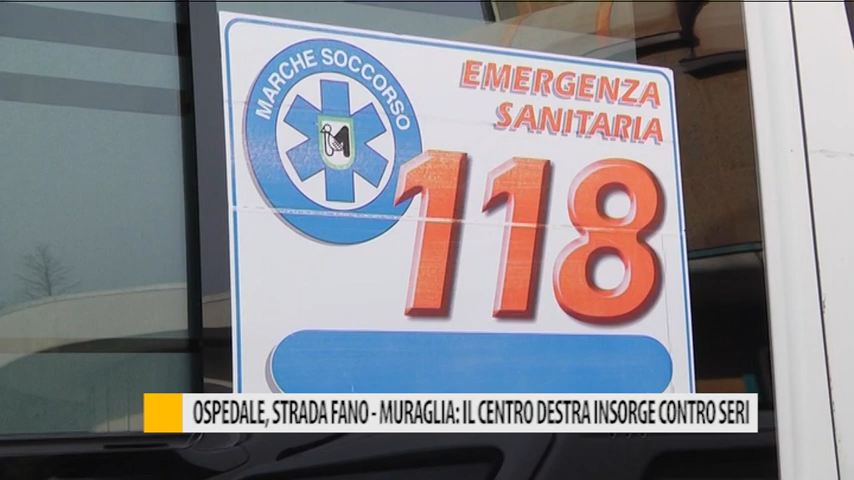 MARCHE SOCCORSO
EMERGENZA
SANITARIA
118
OSPEDALE, STRADA FANO - MURAGLIA: IL CENTRO DESTRA INSORGE CONTRO SERI